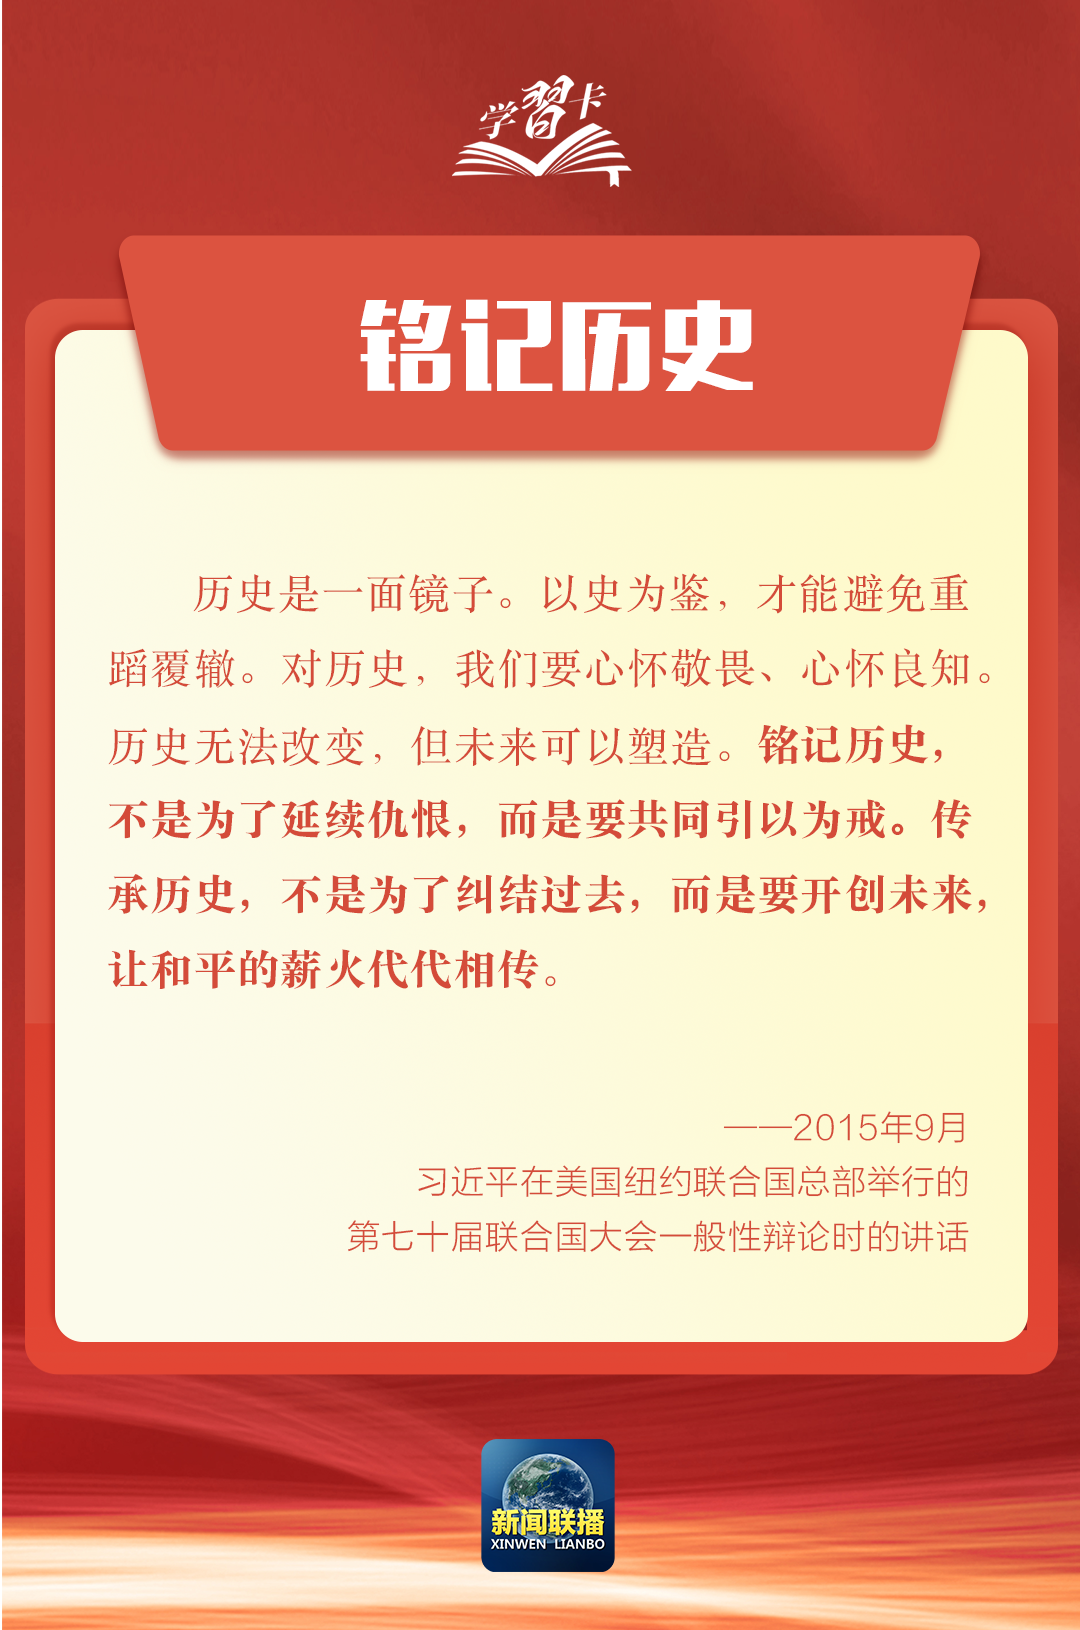 学習卡
铭记历史
历史是一面镜子。以史为鉴，才能避免重
蹈覆辙。对历史，我们要心怀敬畏、心怀良知。
历史无法改变，但未来可以塑造。铭记历史，
不是为了延续仇恨，而是要共同引以为戒。传
承历史，不是为了纠结过去，而是要开创未来，
让和平的薪火代代相传。
——2015年9月
习近平在美国纽约联合国总部举行的
第七十届联合国大会一般性辩论时的讲话
新闻联播
XINWEN LIANBO